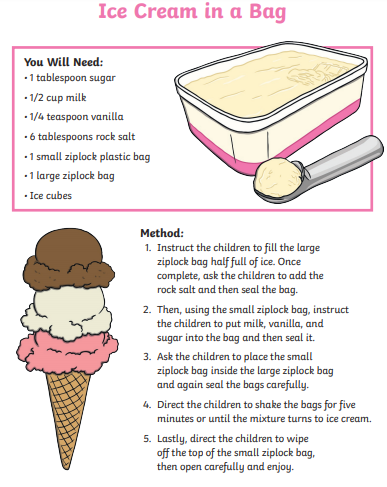 Ice Cream in a Bag
You Will Need:
• 1 tablespoon sugar
• 1/2 cup milk
• 1/4 teaspoon vanilla
• 6 tablespoons rock salt
• 1 small ziplock plastic bag
• 1 large ziplock bag
• Ice cubes
Method:
1. Instruct the children to fill the large
ziplock bag half full of ice. Once
complete, ask the children to add the
rock salt and then seal the bag.
2. Then, using the small ziplock bag, instruct
the children to put milk, vanilla, and
sugar into the bag and then seal it.
3. Ask the children to place the small
ziplock bag inside the large ziplock bag
and again seal the bags carefully.
4. Direct the children to shake the bags for five
minutes or until the mixture turns to ice cream.
5. Lastly, direct the children to wipe
off the top of the small ziplock bag,
then open carefully and enjoy.